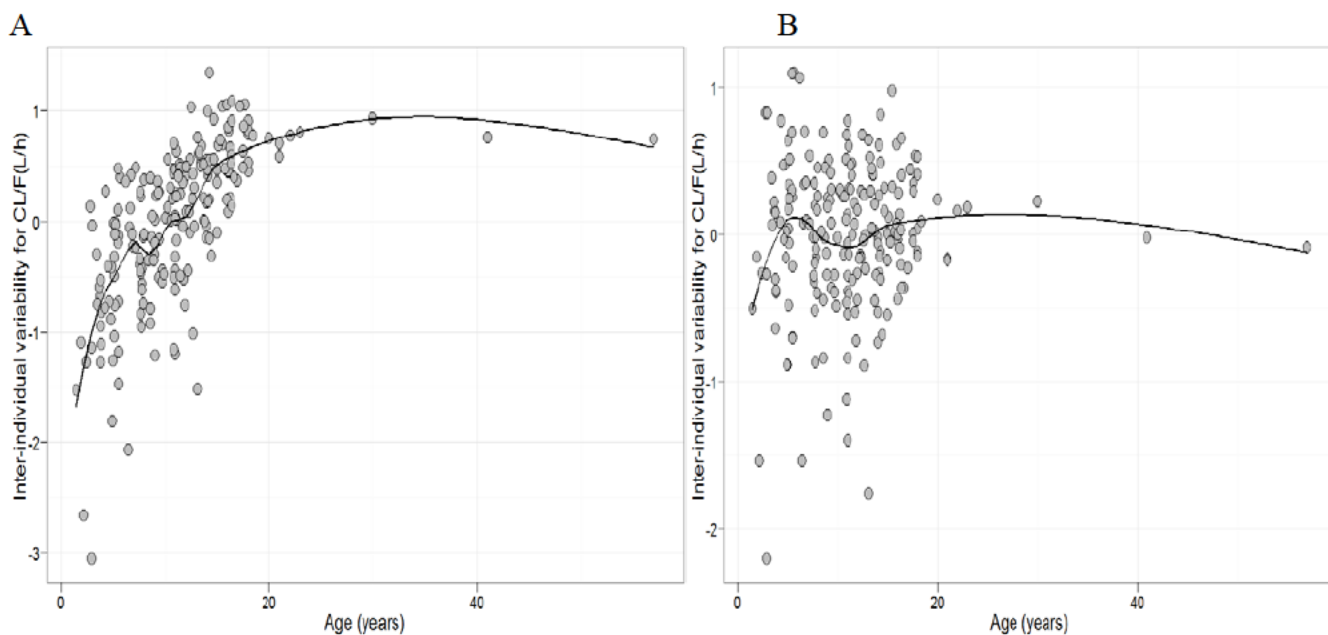 A
B
Inter-individual variability for CL/F(L/h)
1
0
-1
-2
-3
0
20
40
Age (years)
Inter-individual variability for CL/F(L/h)
1
0
-1
-2
0
20
40
Age (years)